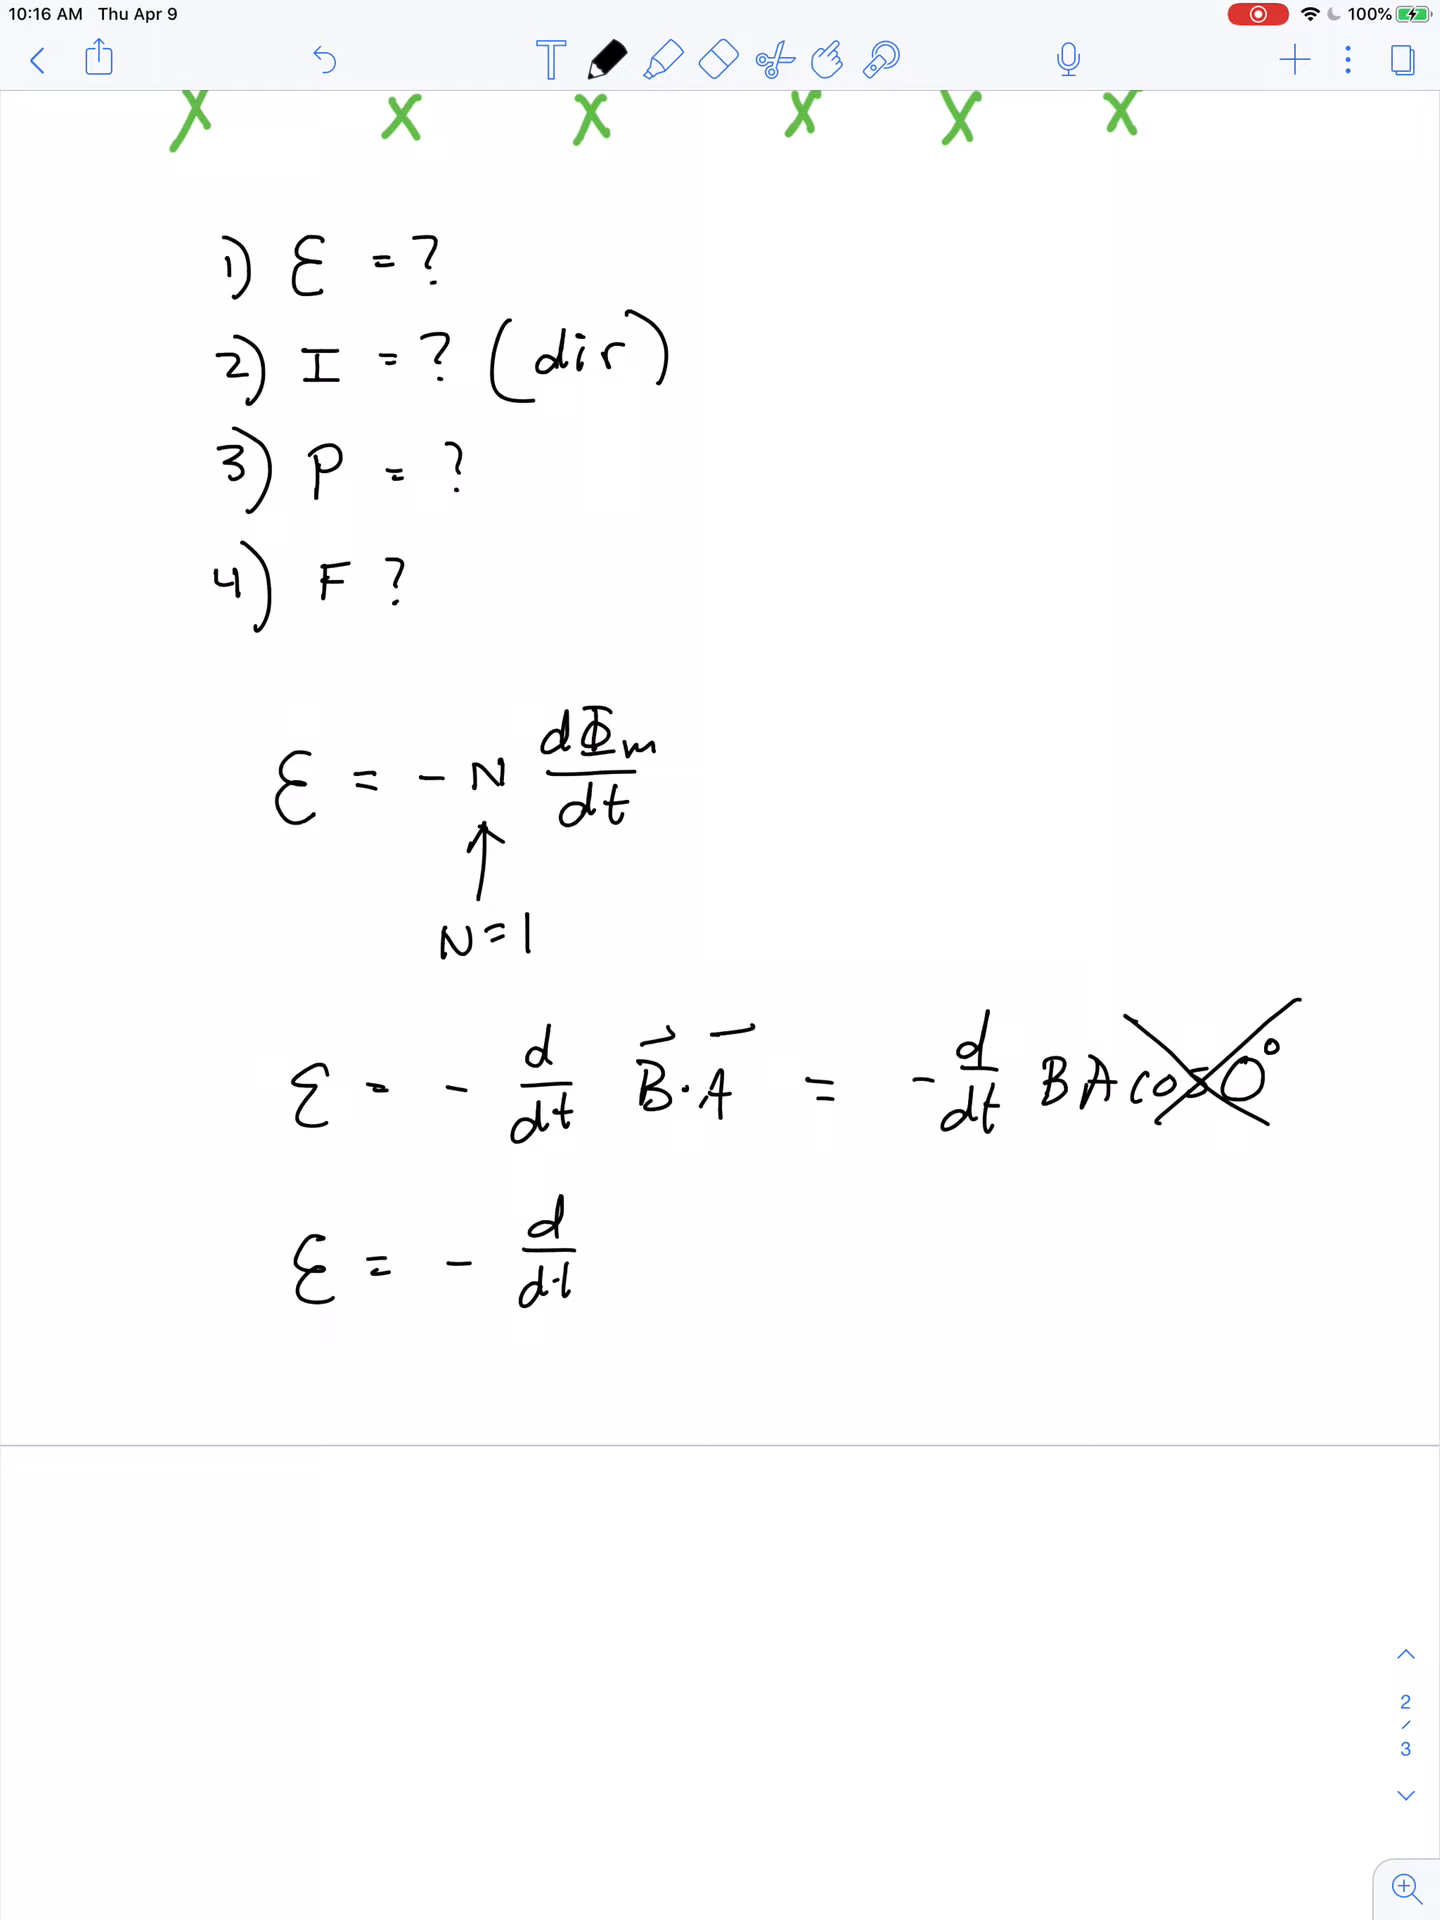 10:16 AM Thu Apr 9 100%
T
x x x x x x
1) ℰ = ?
2) I = ? (dir)
3) P = ?
4) F ?
ℰ = - N dΦm/dt
N=1
ℰ = - d/dt B⃗·A⃗ = - d/dt BA cos 0°
ℰ = - d/dt
2/3